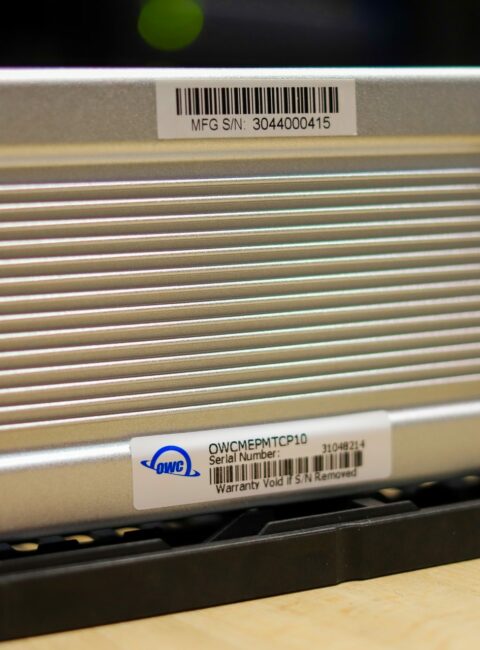 MFG S/N: 3044000415
OWC
OWCMEPMTCP10
Serial Number: 31048214
Warranty Void if S/N Removed